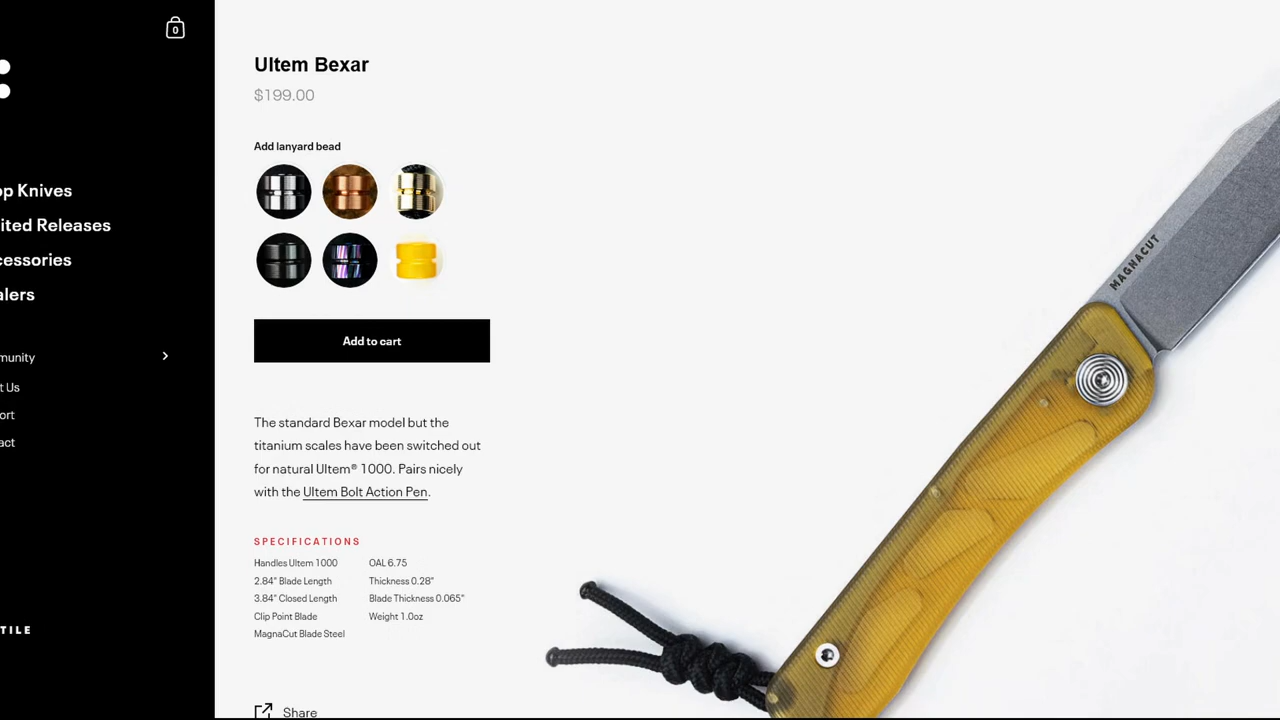 0
op Knives
ited Releases
cessories
alers
munity
t Us
ort
act
TILE
Ultem Bexar
$199.00
Add lanyard bead
Add to cart
The standard Bexar model but the
titanium scales have been switched out
for natural Ultem® 1000. Pairs nicely
with the Ultem Bolt Action Pen.
SPECIFICATIONS
Handles Ultem 1000
2.84" Blade Length
3.84" Closed Length
Clip Point Blade
MagnaCut Blade Steel
OAL 6.75
Thickness 0.28"
Blade Thickness 0.065"
Weight 1.0oz
Share
MAGNACUT